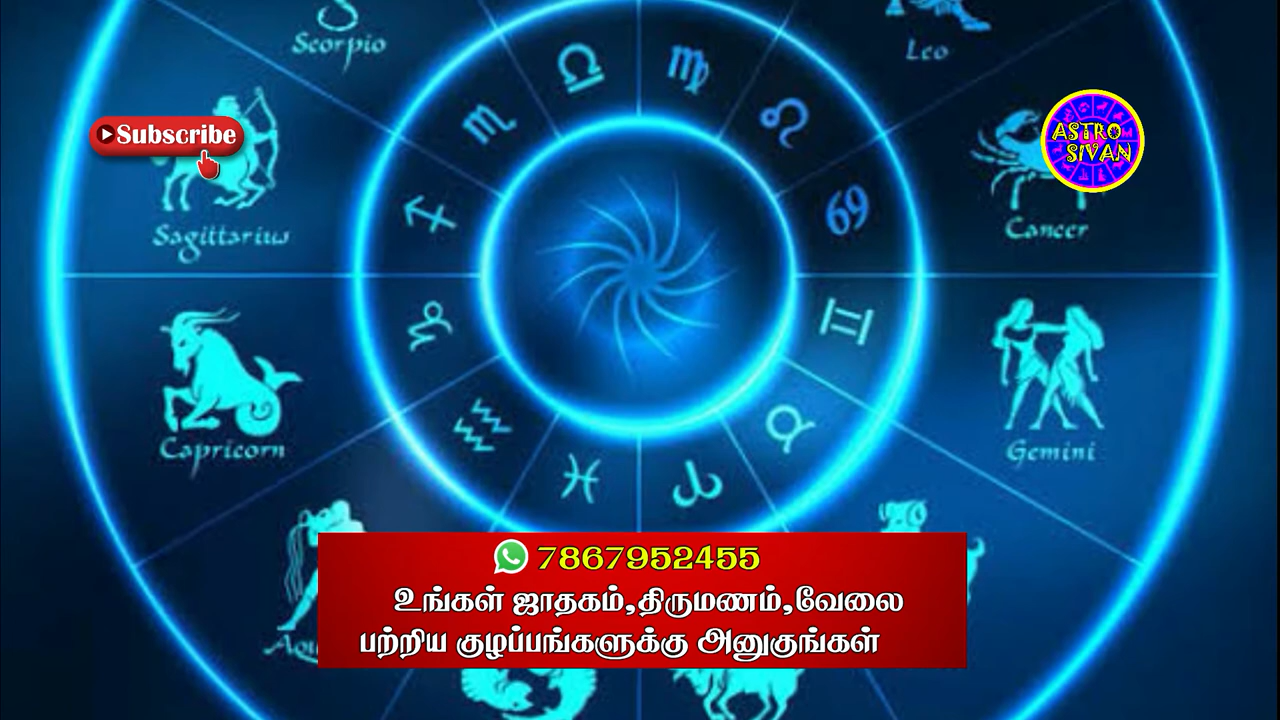 Scorpio
Leo
Subscribe
ASTRO
SIVAN
Sagittarius
Cancer
Capricorn
Gemini
7867952455
உங்கள் ஜாதகம்,திருமணம்,வேலை
பற்றிய குழப்பங்களுக்கு அனுகுங்கள்